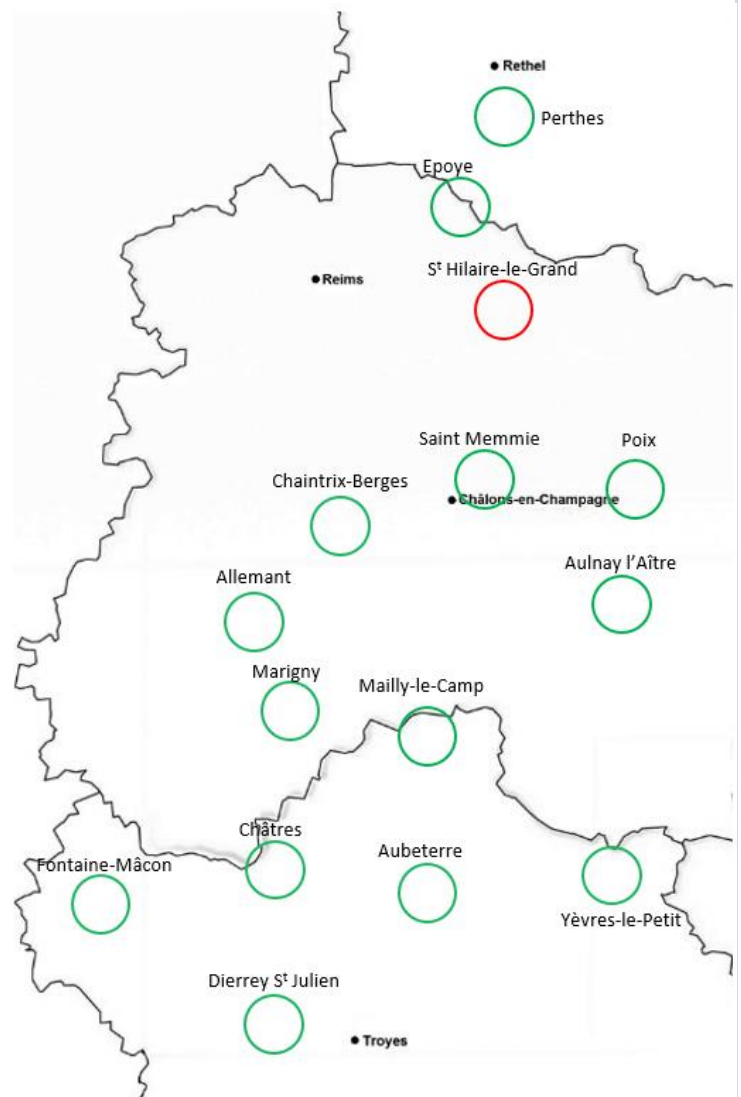 Rethel
Perthes
Epoye
Sᵗ Hilaire-le-Grand
Reims
Saint Memmie
Poix
Chaintrix-Berges
Châlons-en-Champagne
Aulnay l’Aître
Allemant
Marigny
Mailly-le-Camp
Châtres
Aubeterre
Fontaine-Mâcon
Yèvres-le-Petit
Dierrey Sᵗ Julien
Troyes